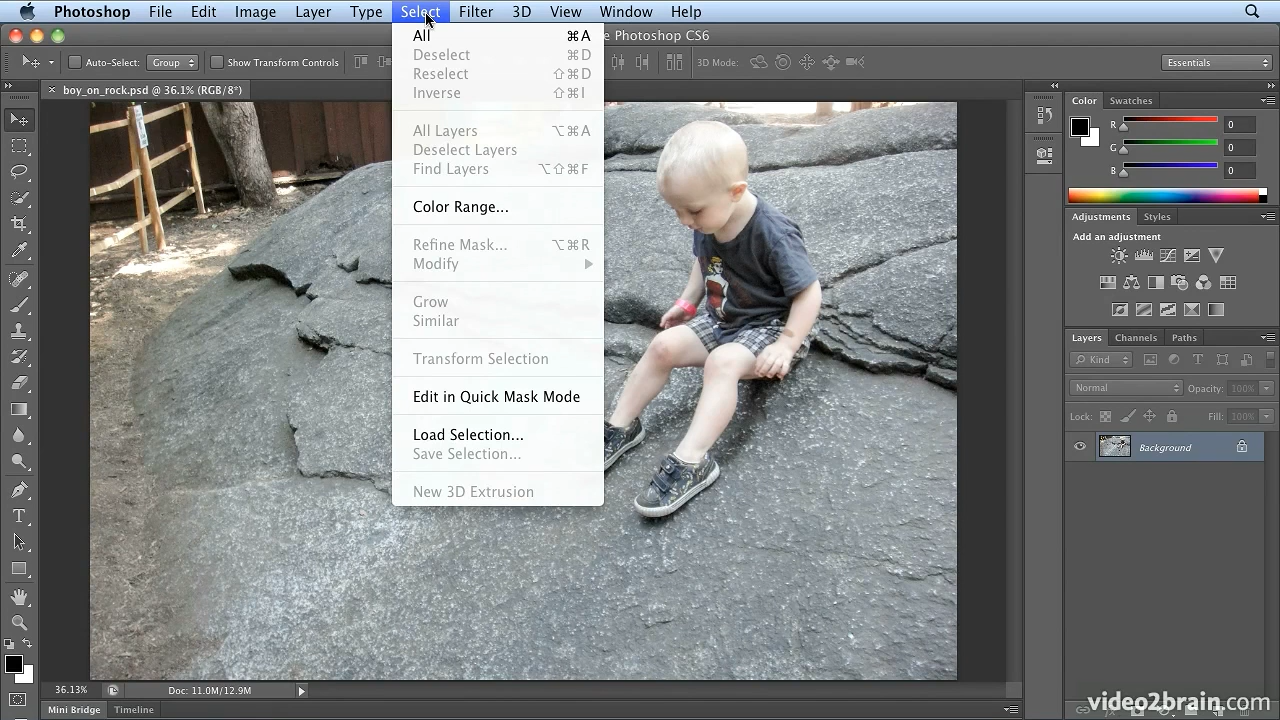 Photoshop File Edit Image Layer Type Select Filter 3D View Window Help
e Photoshop CS6
Auto-Select: Group Show Transform Controls 3D Mode: Essentials
× boy_on_rock.psd @ 36.1% (RGB/8*)
All ⌘A
Deselect ⌘D
Reselect ⇧⌘D
Inverse ⇧⌘I
All Layers ⌥⌘A
Deselect Layers
Find Layers ⌥⇧⌘F
Color Range...
Refine Mask... ⌥⌘R
Modify
Grow
Similar
Transform Selection
Edit in Quick Mask Mode
Load Selection...
Save Selection...
New 3D Extrusion
Color Swatches
R 0
G 0
B 0
Adjustments Styles
Add an adjustment
Layers Channels Paths
Kind
Normal Opacity: 100%
Lock: Fill: 100%
Background
36.13% Doc: 11.0M/12.9M
Mini Bridge Timeline
video2brain.com